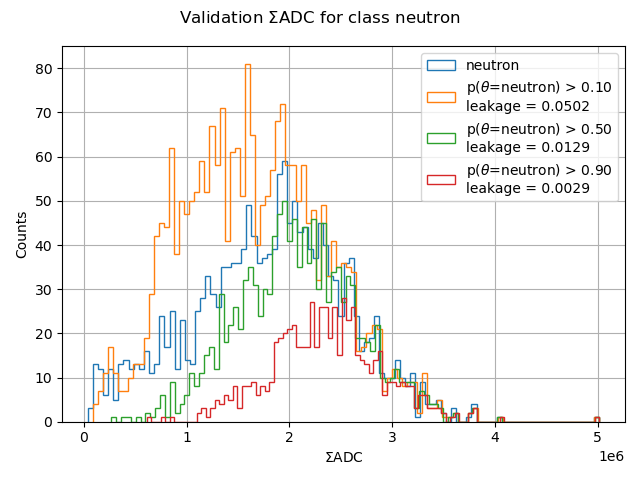 Validation ΣADC for class neutron
neutron
p(θ=neutron) > 0.10
leakage = 0.0502
p(θ=neutron) > 0.50
leakage = 0.0129
p(θ=neutron) > 0.90
leakage = 0.0029
Counts
80
70
60
50
40
30
20
10
0
0 1 2 3 4 5
1e6
ΣADC